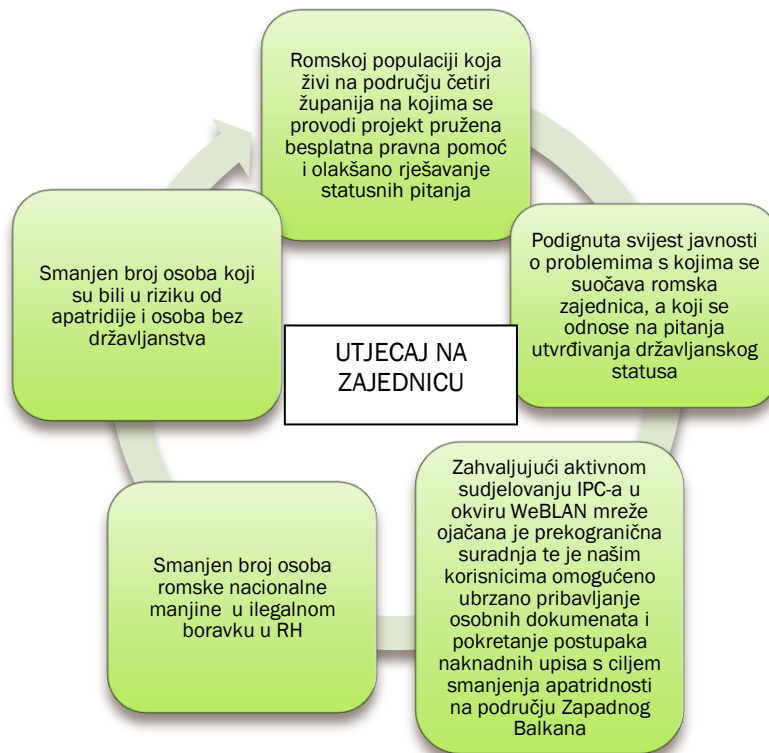 Romskoj populaciji koja
živi na području četiri
županija na kojima se
provodi projekt pružena
besplatna pravna pomoć
i olakšano rješavanje
statusnih pitanja
Podignuta svijest javnosti
o problemima s kojima se
suočava romska
zajednica, a koji se
odnose na pitanja
utvrđivanja državljanskog
statusa
Zahvaljujući aktivnom
sudjelovanju IPC-a u
okviru WeBLAN mreže
ojačana je prekogranična
suradnja te je našim
korisnicima omogućeno
ubrzano pribavljanje
osobnih dokumenata i
pokretanje postupaka
naknadnih upisa s ciljem
smanjenja apatridnosti
na području Zapadnog
Balkana
Smanjen broj osoba
romske nacionalne
manjine u ilegalnom
boravku u RH
Smanjen broj osoba koji
su bili u riziku od
apatridije i osoba bez
državljanstva
UTJECAJ NA
ZAJEDNICU